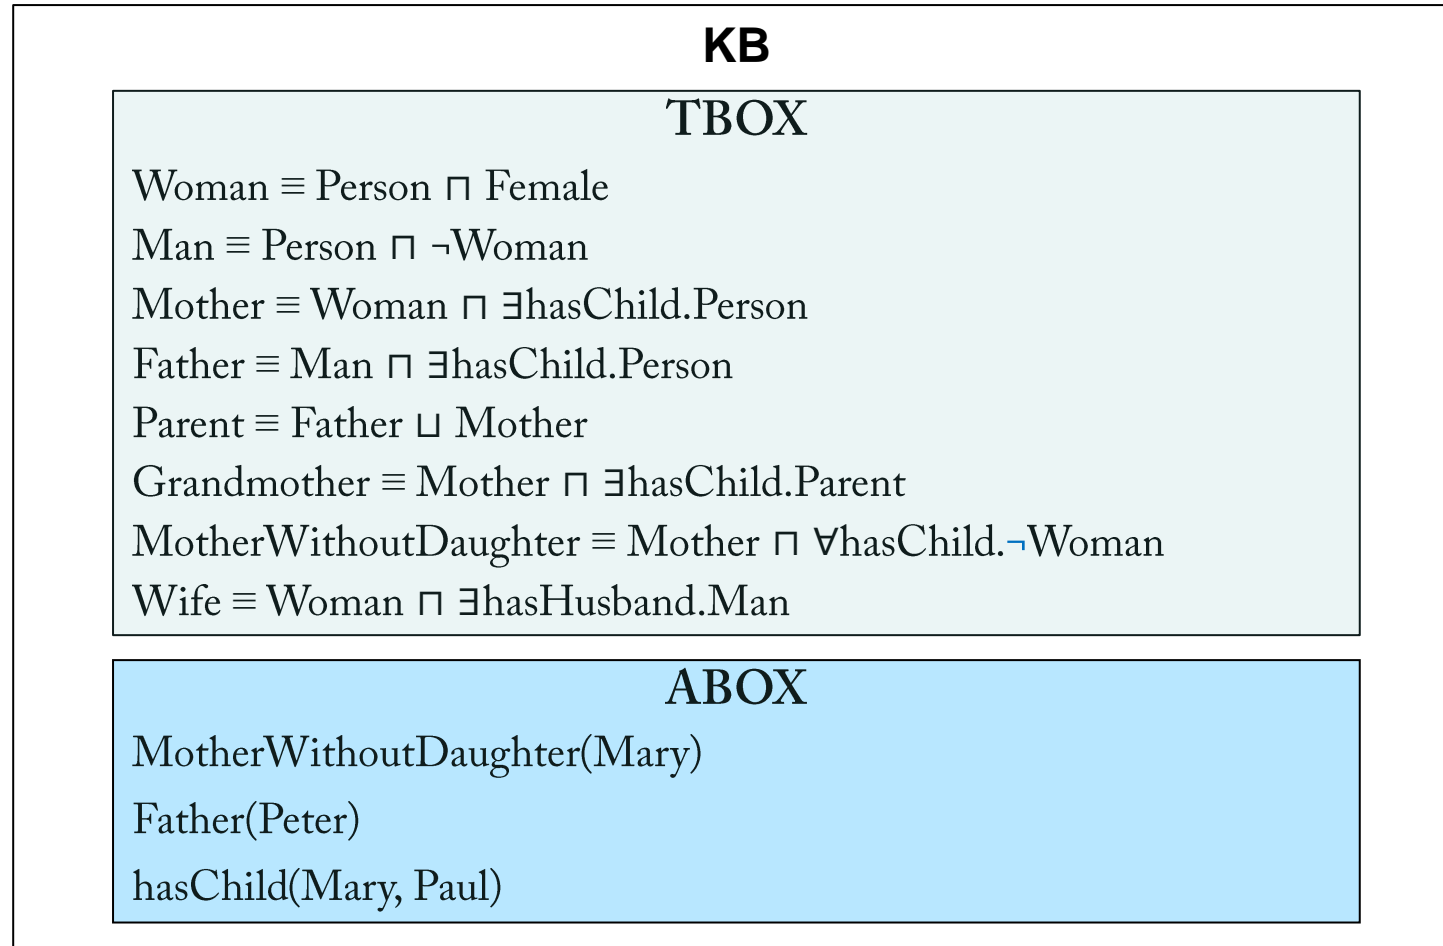 KB
TBOX
Woman ≡ Person ⊓ Female
Man ≡ Person ⊓ ¬Woman
Mother ≡ Woman ⊓ ∃hasChild.Person
Father ≡ Man ⊓ ∃hasChild.Person
Parent ≡ Father ⊔ Mother
Grandmother ≡ Mother ⊓ ∃hasChild.Parent
MotherWithoutDaughter ≡ Mother ⊓ ∀hasChild.¬Woman
Wife ≡ Woman ⊓ ∃hasHusband.Man
ABOX
MotherWithoutDaughter(Mary)
Father(Peter)
hasChild(Mary, Paul)